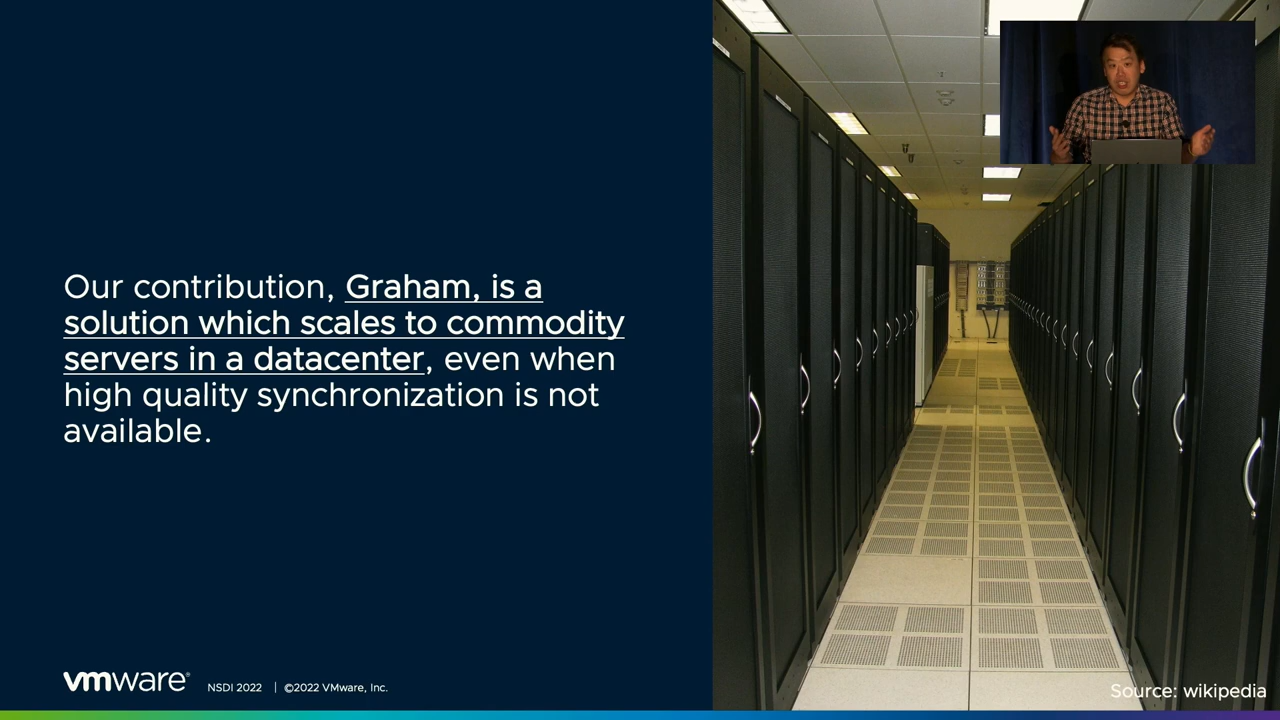 Our contribution, Graham, is a
solution which scales to commodity
servers in a datacenter, even when
high quality synchronization is not
available.
vmware® NSDI 2022 | ©2022 VMware, Inc.
Source: wikipedia